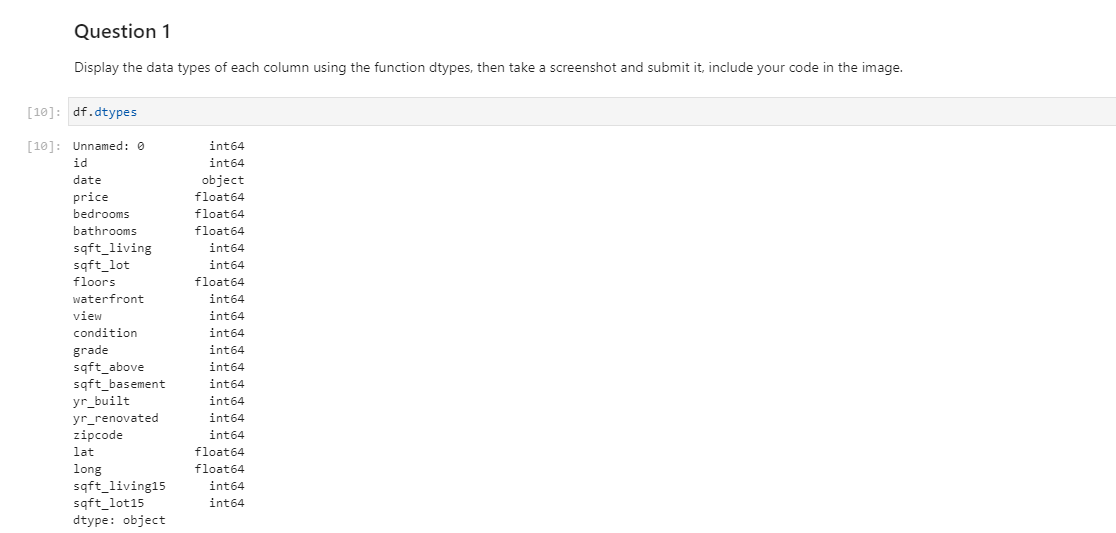 Question 1
Display the data types of each column using the function dtypes, then take a screenshot and submit it, include your code in the image.
[10]: df.dtypes
[10]: Unnamed: 0 int64
id int64
date object
price float64
bedrooms float64
bathrooms float64
sqft_living int64
sqft_lot int64
floors float64
waterfront int64
view int64
condition int64
grade int64
sqft_above int64
sqft_basement int64
yr_built int64
yr_renovated int64
zipcode int64
lat float64
long float64
sqft_living15 int64
sqft_lot15 int64
dtype: object